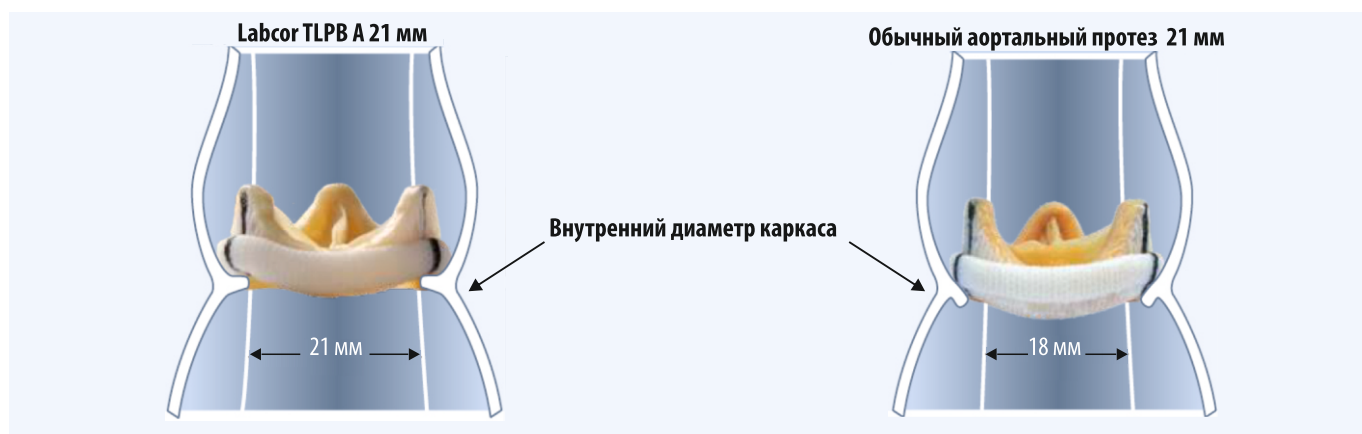 Labcor TLPB A 21 мм
Обычный аортальный протез 21 мм
Внутренний диаметр каркаса
21 мм
18 мм